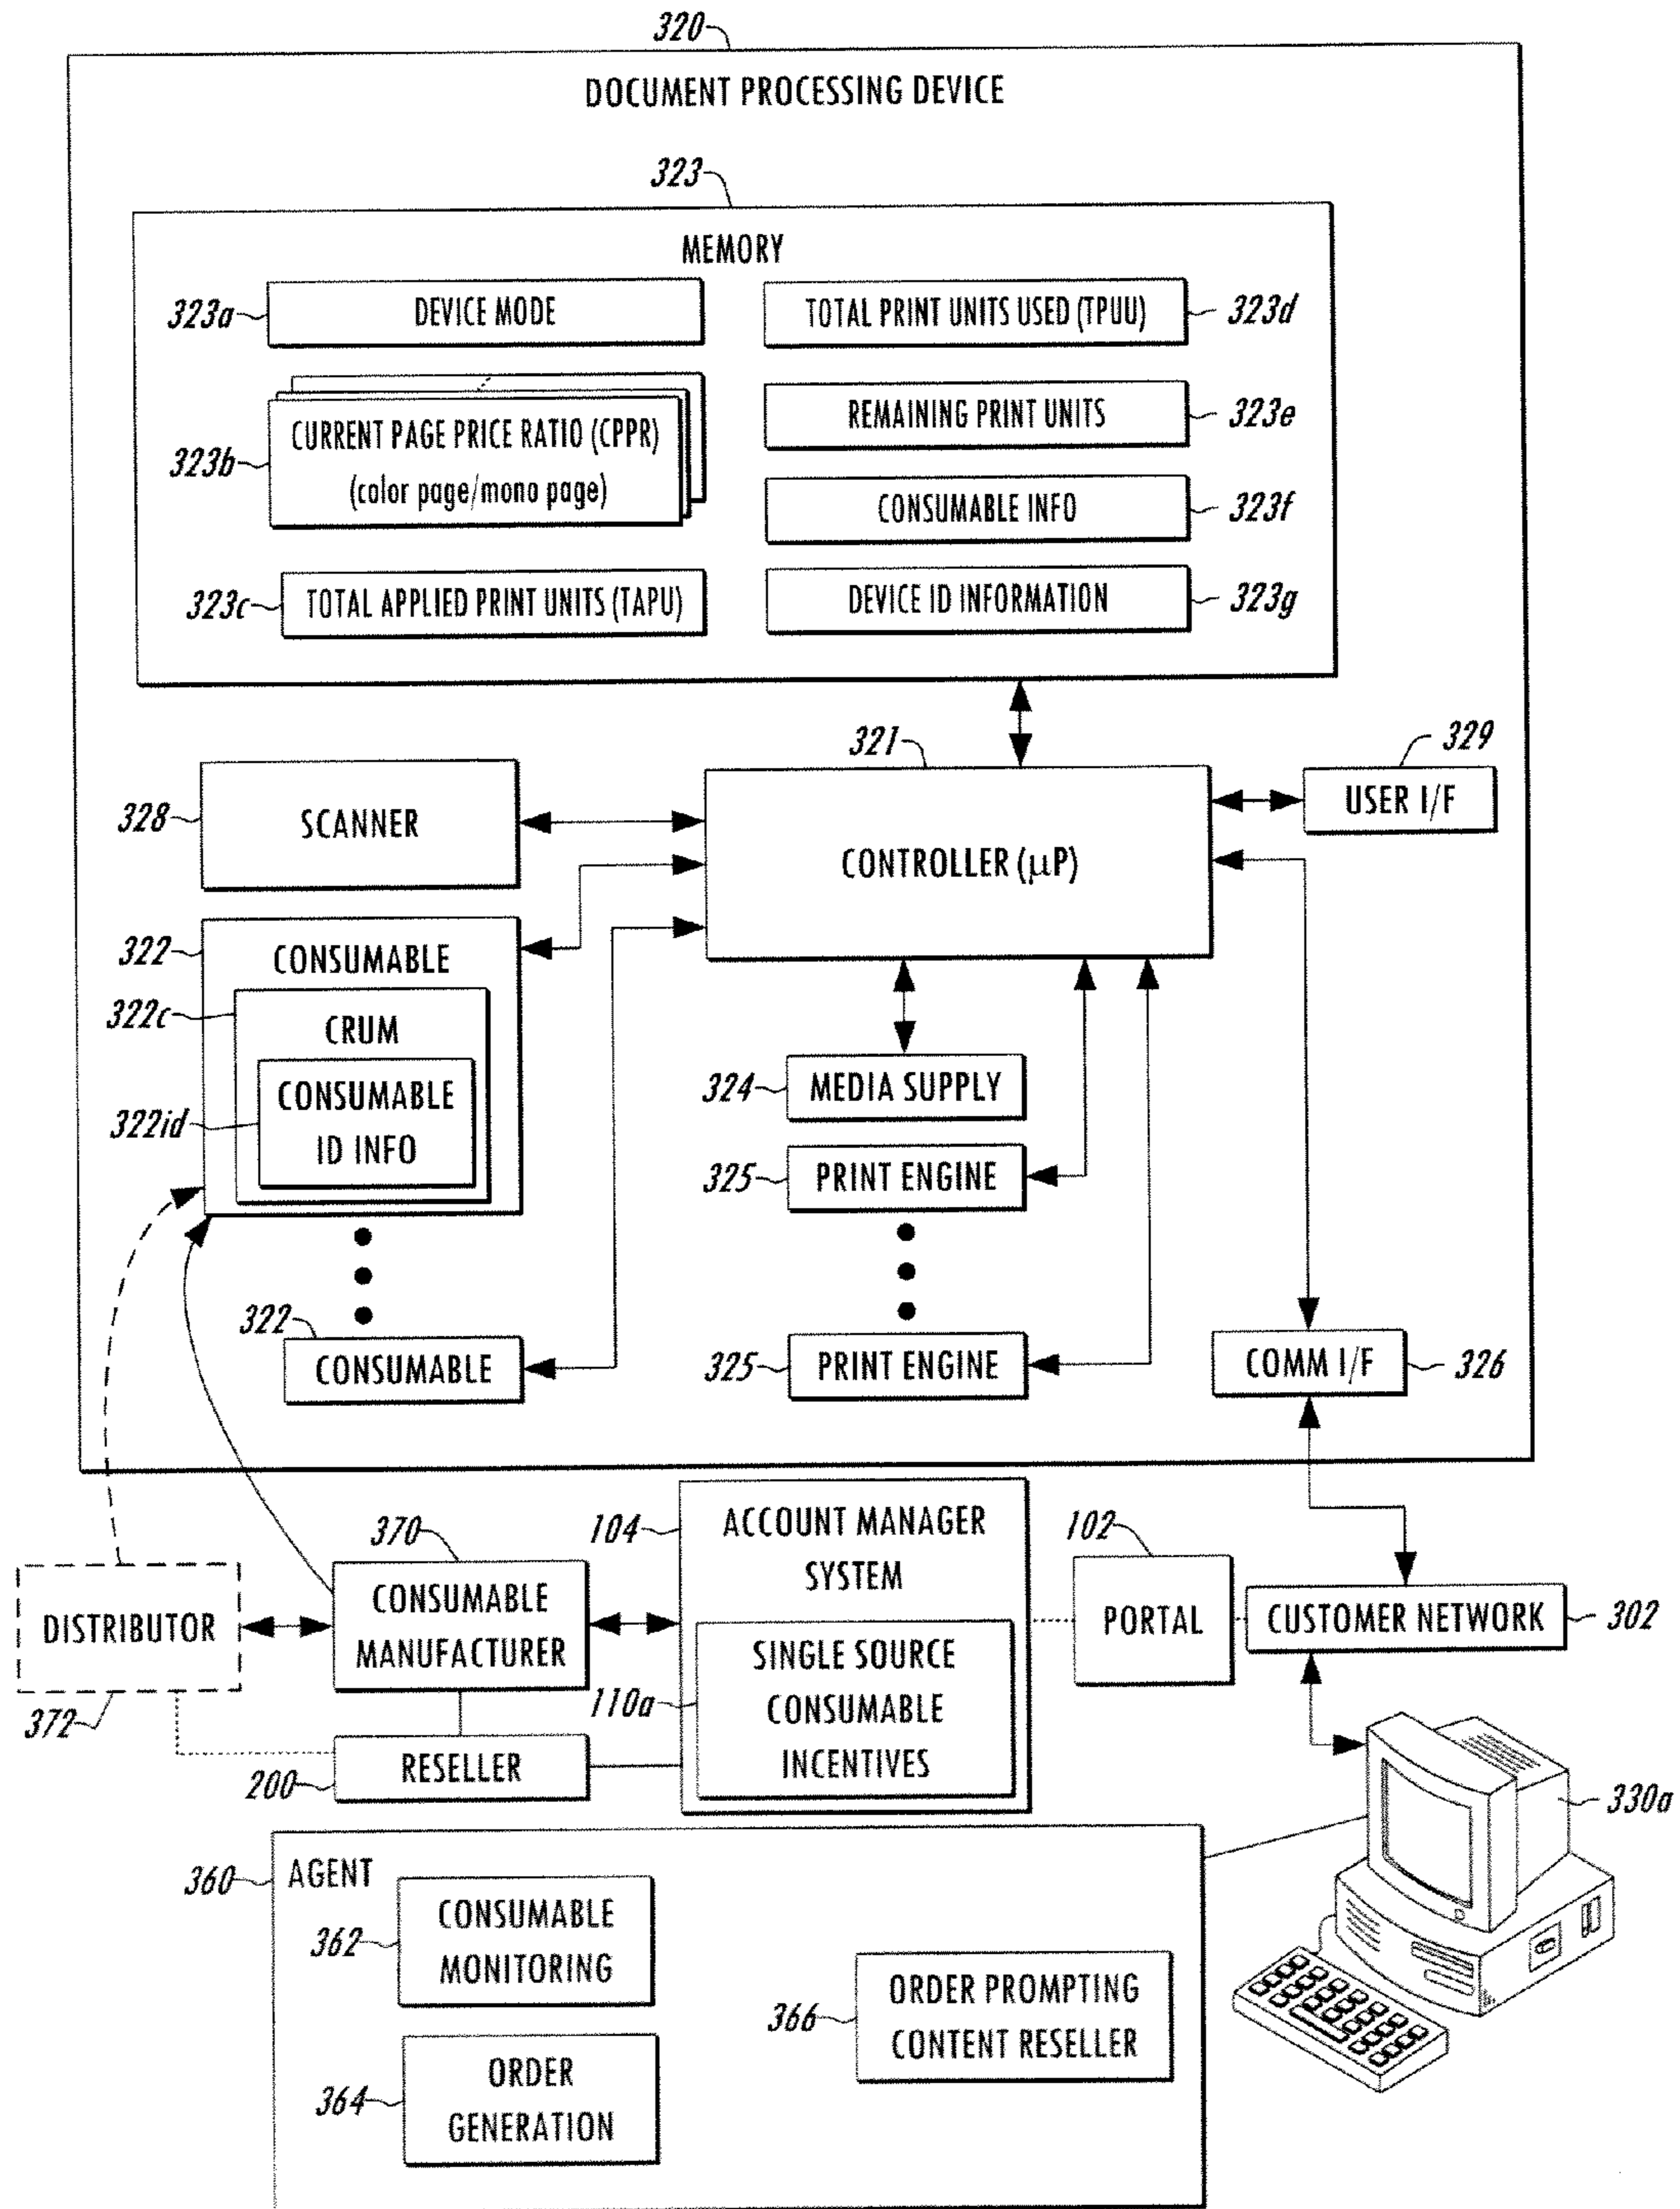 320
DOCUMENT PROCESSING DEVICE
323
MEMORY
323a
DEVICE MODE
TOTAL PRINT UNITS USED (TPUU)
323d
323b
CURRENT PAGE PRICE RATIO (CPPR)
(color page/mono page)
REMAINING PRINT UNITS
323e
CONSUMABLE INFO
323f
323c
TOTAL APPLIED PRINT UNITS (TAPU)
DEVICE ID INFORMATION
323g
321
329
328
SCANNER
CONTROLLER (µP)
USER I/F
322
CONSUMABLE
322c
CRUM
322id
CONSUMABLE
ID INFO
324
MEDIA SUPPLY
325
PRINT ENGINE
322
CONSUMABLE
325
PRINT ENGINE
COMM I/F
326
370
104
ACCOUNT MANAGER
SYSTEM
102
DISTRIBUTOR
372
CONSUMABLE
MANUFACTURER
110a
SINGLE SOURCE
CONSUMABLE
INCENTIVES
PORTAL
CUSTOMER NETWORK
302
200
RESELLER
330a
360
AGENT
362
CONSUMABLE
MONITORING
366
ORDER PROMPTING
CONTENT RESELLER
364
ORDER
GENERATION